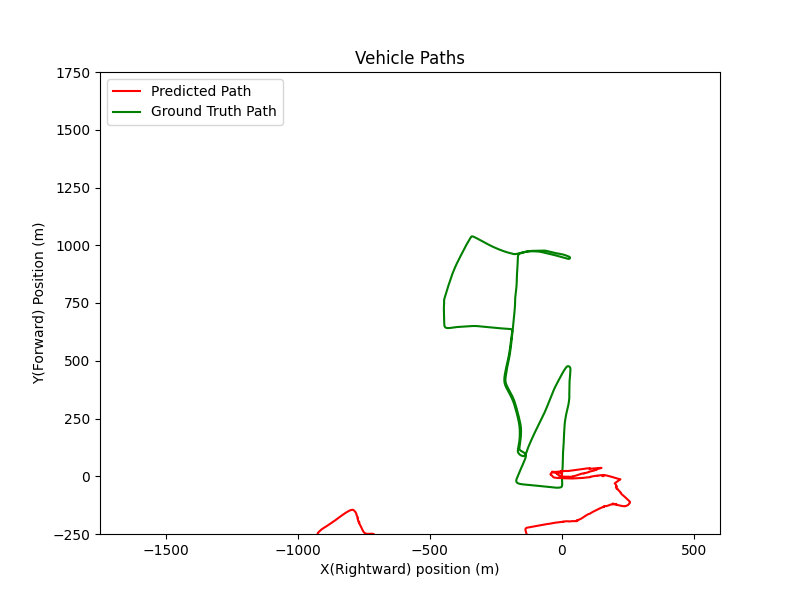 Vehicle Paths
Predicted Path
Ground Truth Path
1750
1500
1250
1000
750
500
250
0
−250
Y(Forward) Position (m)
−1500
−1000
−500
0
500
X(Rightward) position (m)